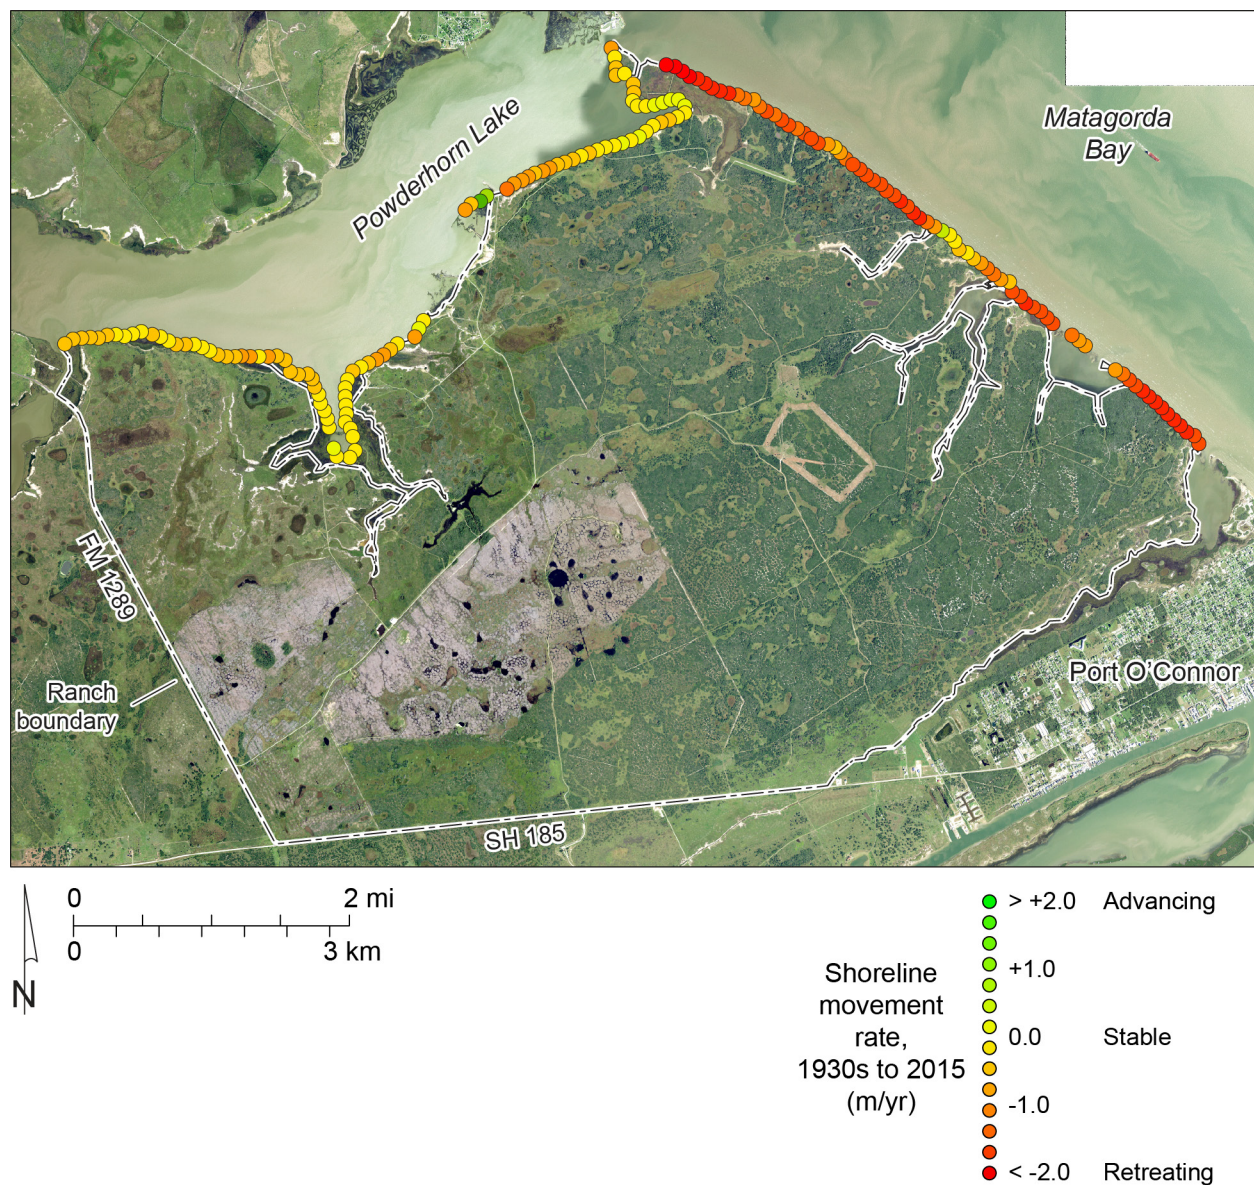 Matagorda
Bay
Powderhorn Lake
FM 1289
Ranch
boundary
Port O'Connor
SH 185
0 2 mi
0 3 km
N
Shoreline
movement
rate,
1930s to 2015
(m/yr)
> +2.0 Advancing
+1.0
0.0 Stable
-1.0
< -2.0 Retreating